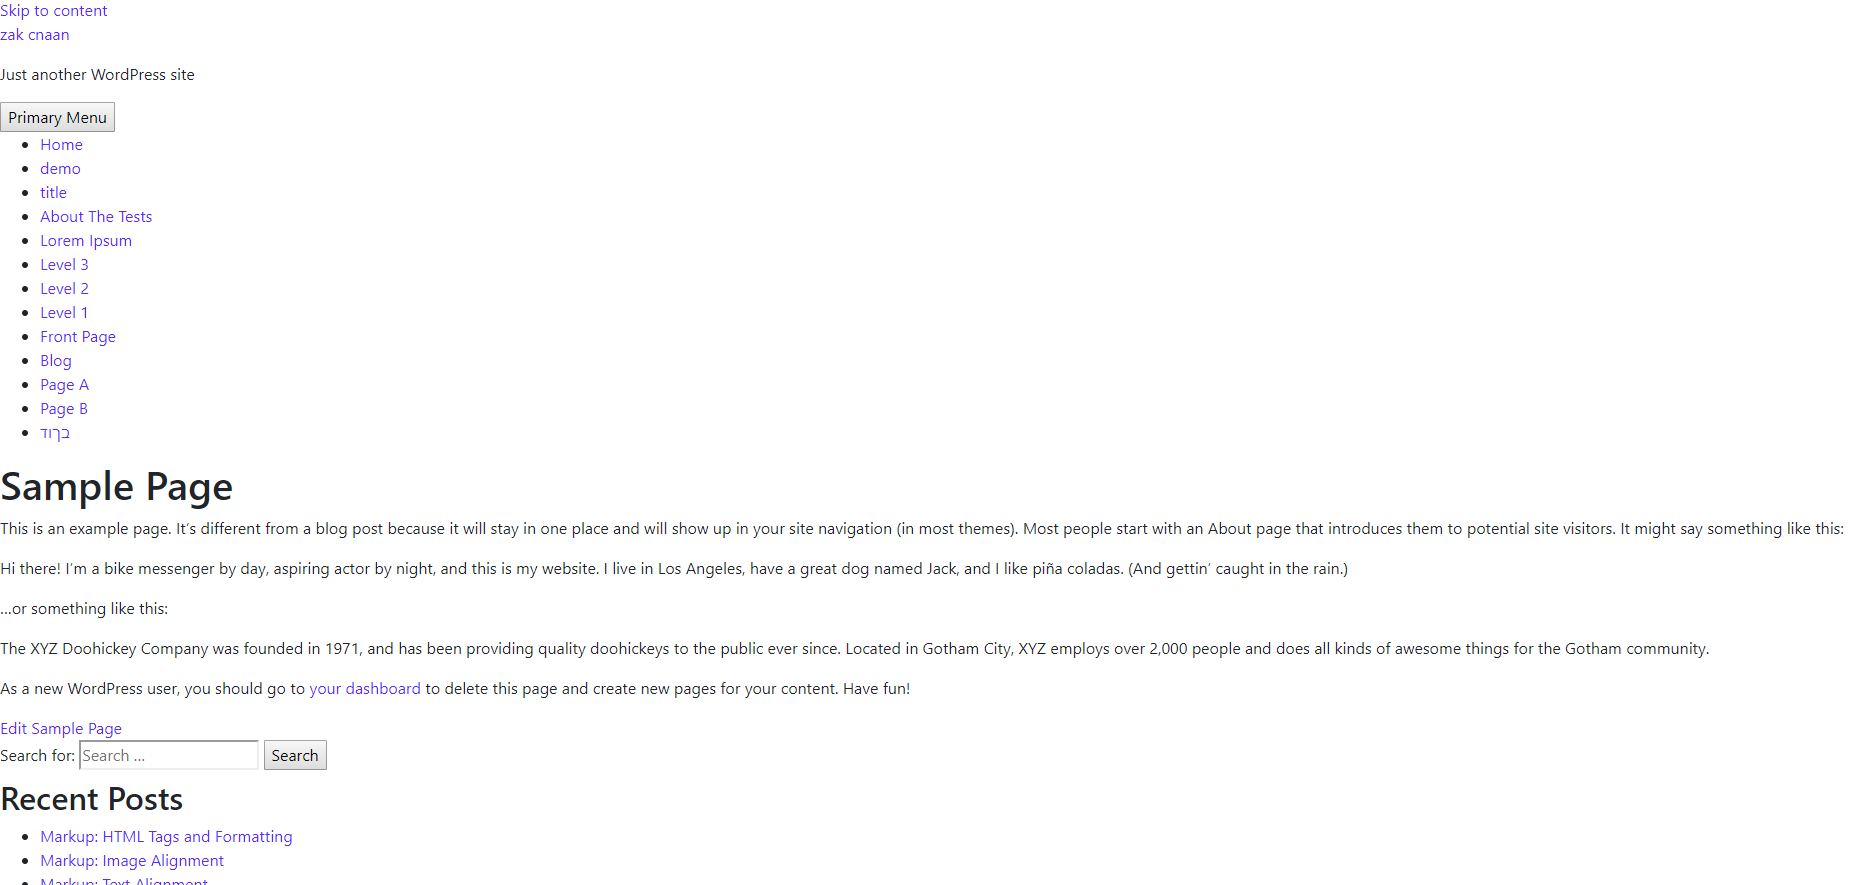 Skip to content
zak cnaan
Just another WordPress site
Primary Menu
Home
demo
title
About The Tests
Lorem Ipsum
Level 3
Level 2
Level 1
Front Page
Blog
Page A
Page B
בךוד
Sample Page
This is an example page. It’s different from a blog post because it will stay in one place and will show up in your site navigation (in most themes). Most people start with an About page that introduces them to potential site visitors. It might say something like this:
Hi there! I’m a bike messenger by day, aspiring actor by night, and this is my website. I live in Los Angeles, have a great dog named Jack, and I like piña coladas. (And gettin’ caught in the rain.)
…or something like this:
The XYZ Doohickey Company was founded in 1971, and has been providing quality doohickeys to the public ever since. Located in Gotham City, XYZ employs over 2,000 people and does all kinds of awesome things for the Gotham community.
As a new WordPress user, you should go to your dashboard to delete this page and create new pages for your content. Have fun!
Edit Sample Page
Search for: Search … Search
Recent Posts
Markup: HTML Tags and Formatting
Markup: Image Alignment
Markup: Text Alignment